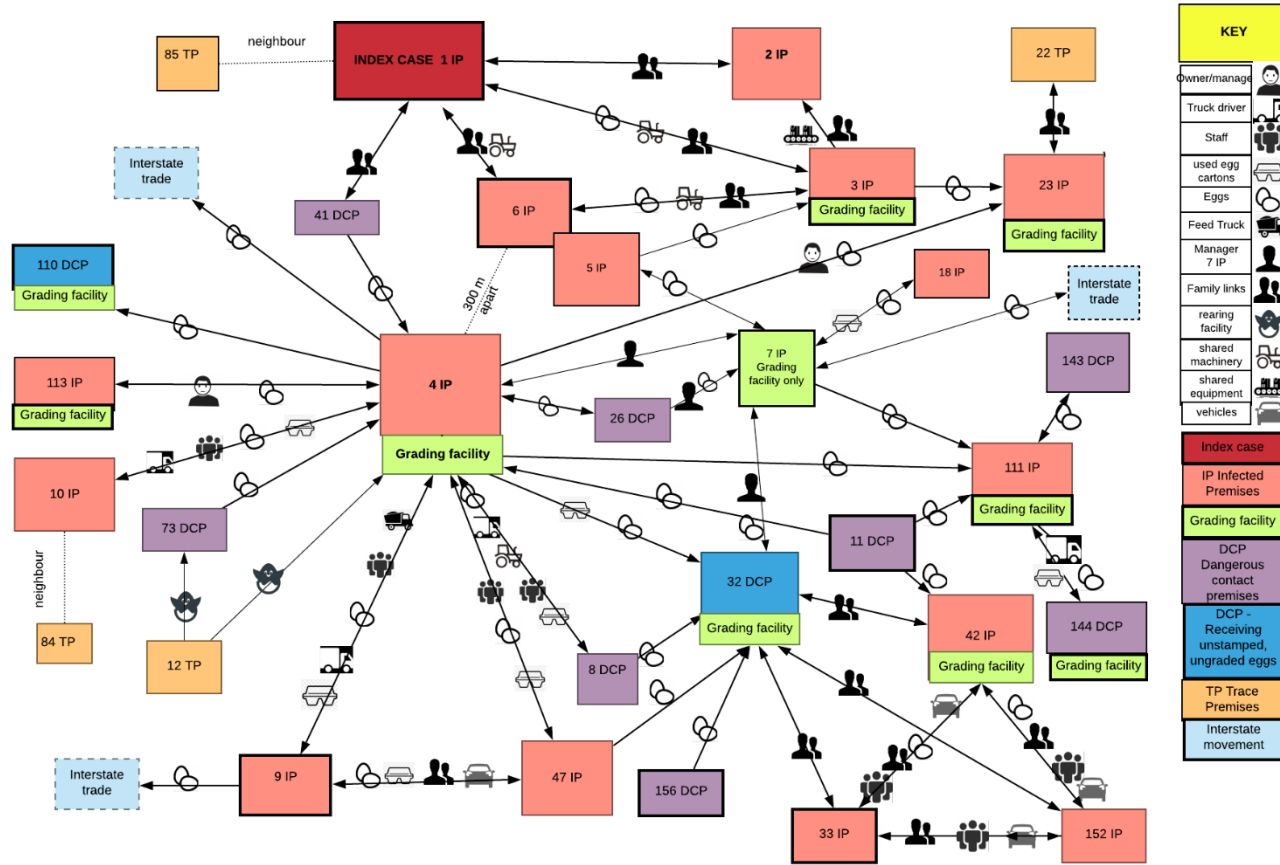 neighbour
85 TP
INDEX CASE 1 IP
2 IP
22 TP
Interstate
trade
41 DCP
6 IP
3 IP
Grading facility
23 IP
Grading facility
5 IP
18 IP
300 m
apart
110 DCP
Grading facility
Interstate
trade
7 IP
Grading
facility only
143 DCP
113 IP
Grading facility
4 IP
Grading facility
26 DCP
10 IP
111 IP
Grading facility
73 DCP
11 DCP
neighbour
32 DCP
Grading facility
84 TP
12 TP
8 DCP
42 IP
Grading facility
144 DCP
Grading facility
Interstate
trade
9 IP
47 IP
156 DCP
33 IP
152 IP
KEY
Owner/manage
Truck driver
Staff
used egg
cartons
Eggs
Feed Truck
Manager
7 IP
Family links
rearing
facility
shared
machinery
shared
equipment
vehicles
Index case
IP Infected
Premises
Grading facility
DCP
Dangerous
contact
premises
DCP -
Receiving
unstamped,
ungraded eggs
TP Trace
Premises
Interstate
movement